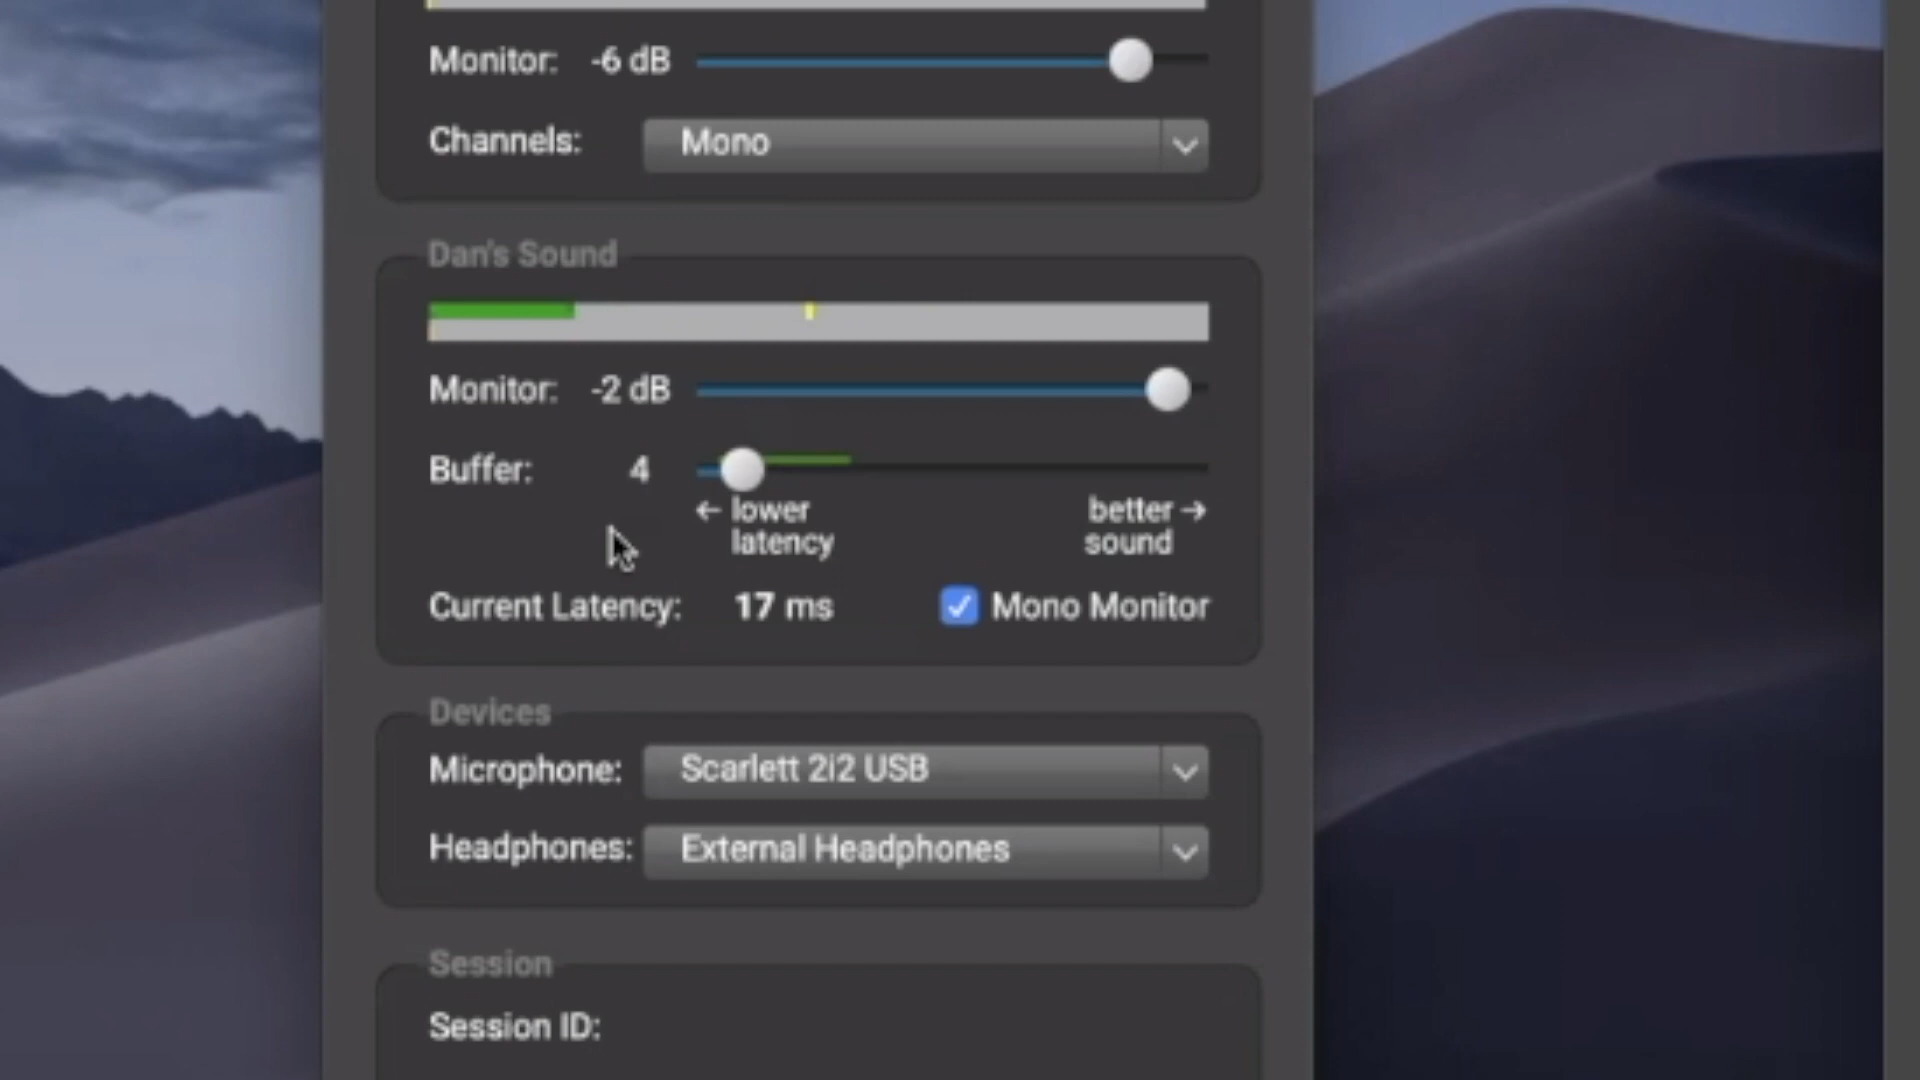 Monitor: -6 dB
Channels: Mono
Dan's Sound
Monitor: -2 dB
Buffer: 4
← lower latency
better → sound
Current Latency: 17 ms Mono Monitor
Devices
Microphone: Scarlett 2i2 USB
Headphones: External Headphones
Session
Session ID: